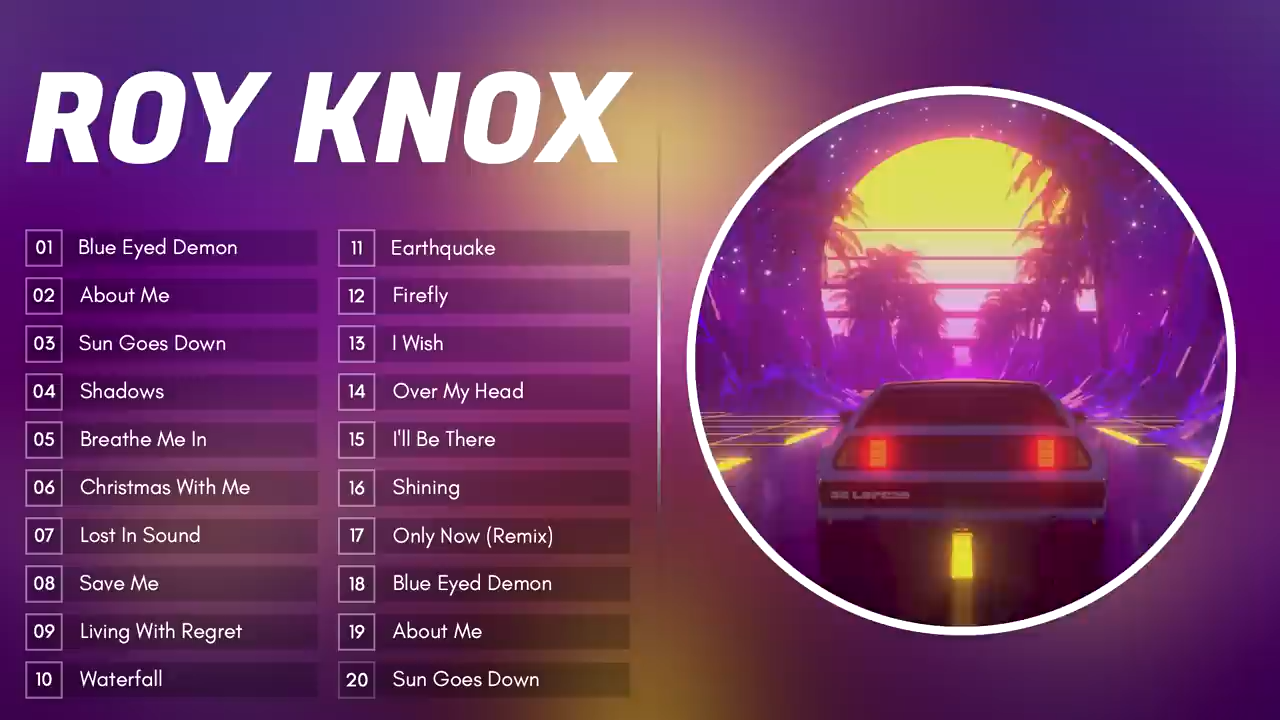 ROY KNOX
01 Blue Eyed Demon
02 About Me
03 Sun Goes Down
04 Shadows
05 Breathe Me In
06 Christmas With Me
07 Lost In Sound
08 Save Me
09 Living With Regret
10 Waterfall
11 Earthquake
12 Firefly
13 I Wish
14 Over My Head
15 I'll Be There
16 Shining
17 Only Now (Remix)
18 Blue Eyed Demon
19 About Me
20 Sun Goes Down